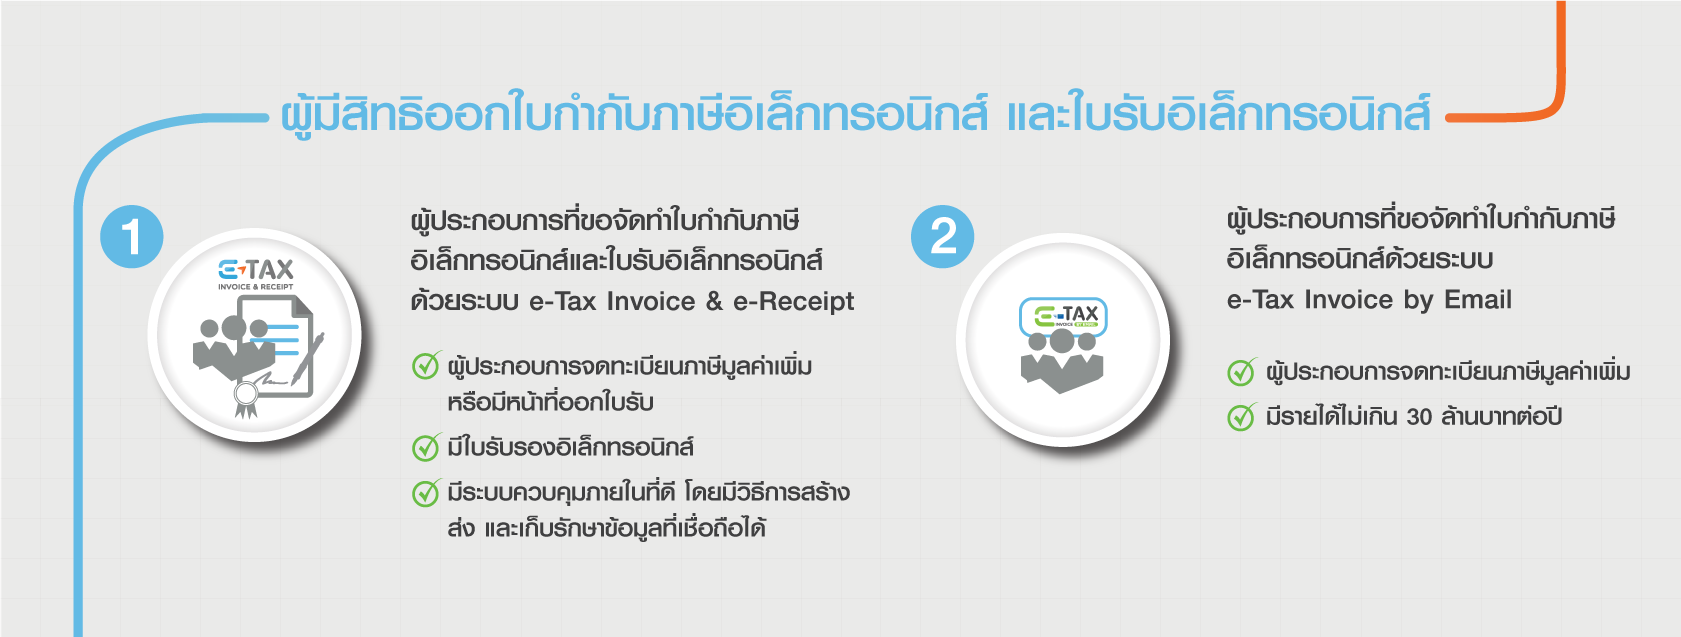 ผู้มีสิทธิออกใบกำกับภาษีอิเล็กทรอนิกส์ และใบรับอิเล็กทรอนิกส์
1
E-TAX
INVOICE & RECEIPT
ผู้ประกอบการที่ขอจัดทำใบกำกับภาษี
อิเล็กทรอนิกส์และใบรับอิเล็กทรอนิกส์
ด้วยระบบ e-Tax Invoice & e-Receipt
ผู้ประกอบการจดทะเบียนภาษีมูลค่าเพิ่ม
หรือมีหน้าที่ออกใบรับ
มีใบรับรองอิเล็กทรอนิกส์
มีระบบควบคุมภายในที่ดี โดยมีวิธีการสร้าง
ส่ง และเก็บรักษาข้อมูลที่เชื่อถือได้
2
E-TAX
INVOICE BY EMAIL
ผู้ประกอบการที่ขอจัดทำใบกำกับภาษี
อิเล็กทรอนิกส์ด้วยระบบ
e-Tax Invoice by Email
ผู้ประกอบการจดทะเบียนภาษีมูลค่าเพิ่ม
มีรายได้ไม่เกิน 30 ล้านบาทต่อปี